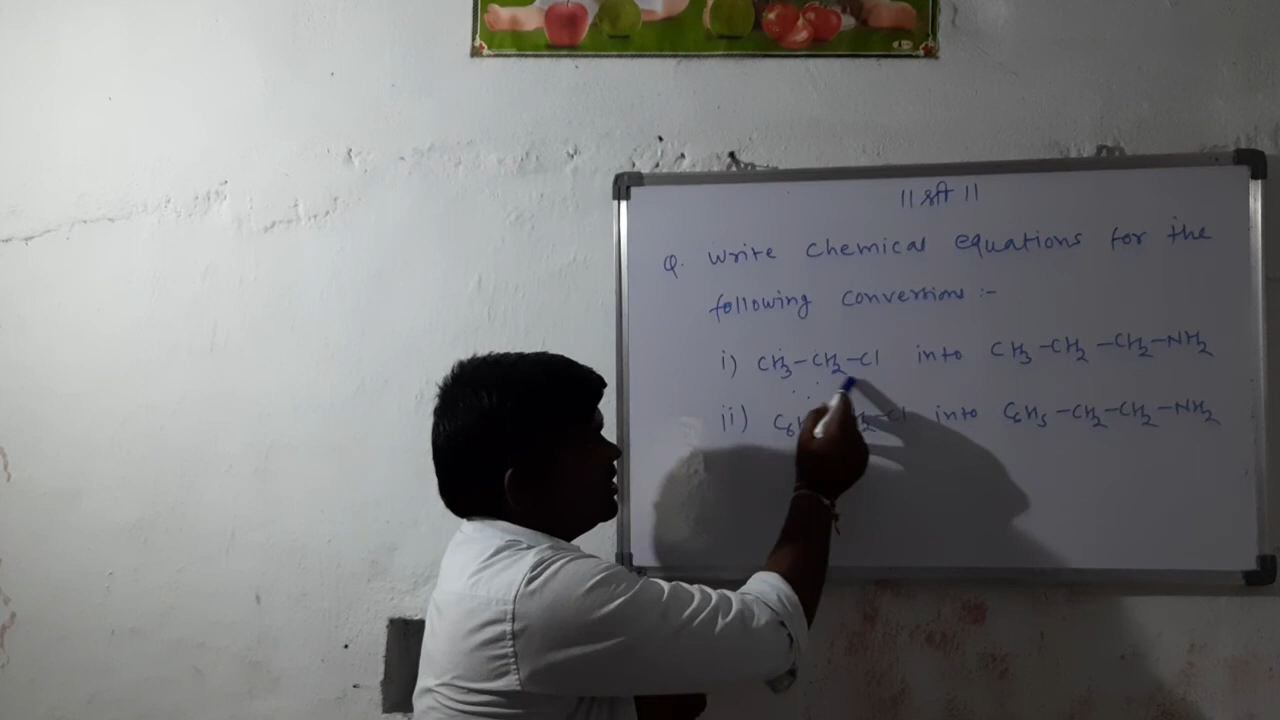 || श्री ||
Q. Write chemical equations for the
following conversions :-
i) CH₃-CH₂-Cl into CH₃-CH₂-CH₂-NH₂
ii) Cl into C₆H₅-CH₂-CH₂-NH₂